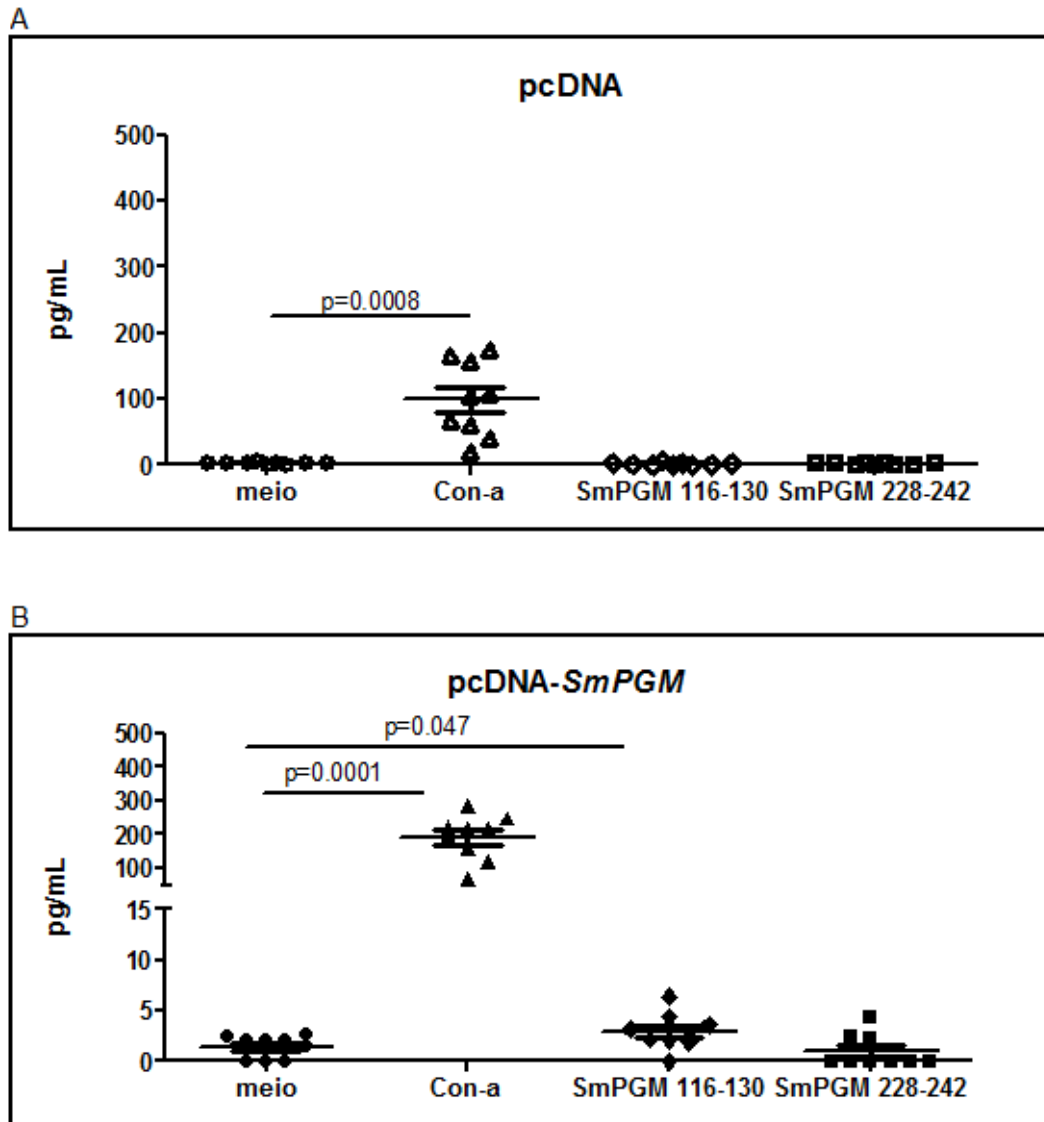 A
pcDNA
500
400
300
200
100
0
pg/mL
p=0.0008
meio Con-a SmPGM 116-130 SmPGM 228-242
B
pcDNA-SmPGM
500
400
300
200
100
15
10
5
0
pg/mL
p=0.047
p=0.0001
meio Con-a SmPGM 116-130 SmPGM 228-242